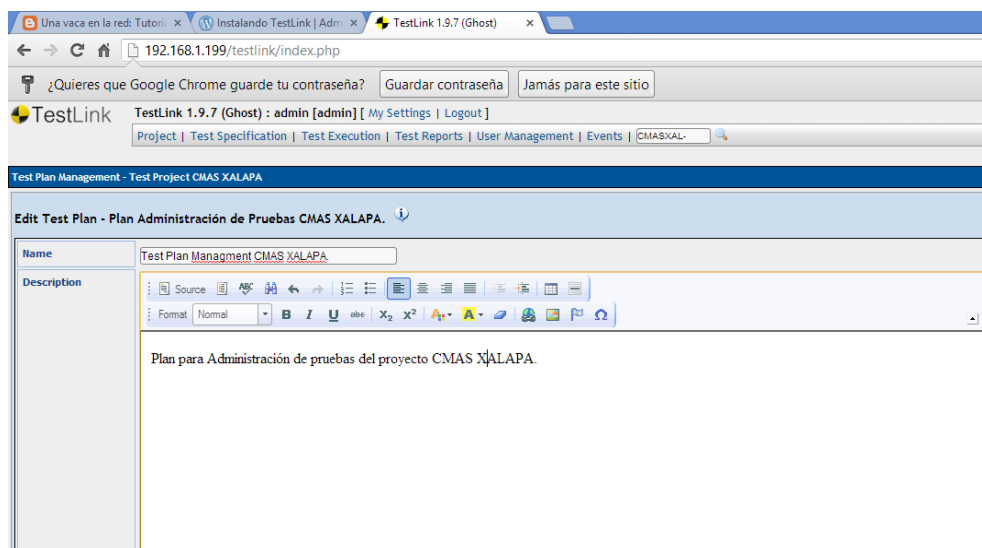 Una vaca en la red: Tutori
Instalando TestLink | Adm
TestLink 1.9.7 (Ghost)
192.168.1.199/testlink/index.php
¿Quieres que Google Chrome guarde tu contraseña? Guardar contraseña Jamás para este sitio
TestLink TestLink 1.9.7 (Ghost) : admin [admin] [ My Settings | Logout ]
Project | Test Specification | Test Execution | Test Reports | User Management | Events | CMASXAL-
Test Plan Management - Test Project CMAS XALAPA
Edit Test Plan - Plan Administración de Pruebas CMAS XALAPA.
Name Test Plan Managment CMAS XALAPA.
Description
Source ABC
Format Normal B I U abc X₂ X² A A Ω
Plan para Administración de pruebas del proyecto CMAS XALAPA.